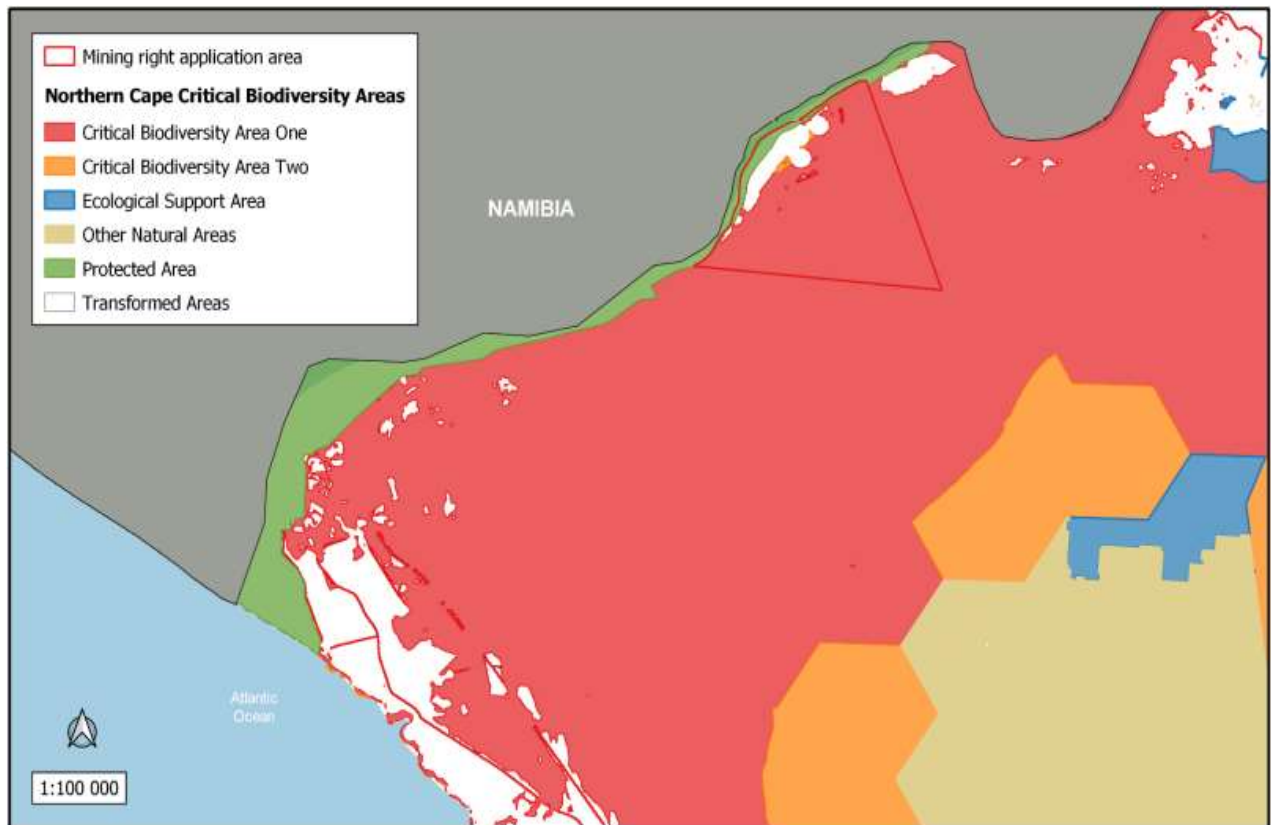 Mining right application area
Northern Cape Critical Biodiversity Areas
Critical Biodiversity Area One
Critical Biodiversity Area Two
Ecological Support Area
Other Natural Areas
Protected Area
Transformed Areas
NAMIBIA
Atlantic
Ocean
1:100 000